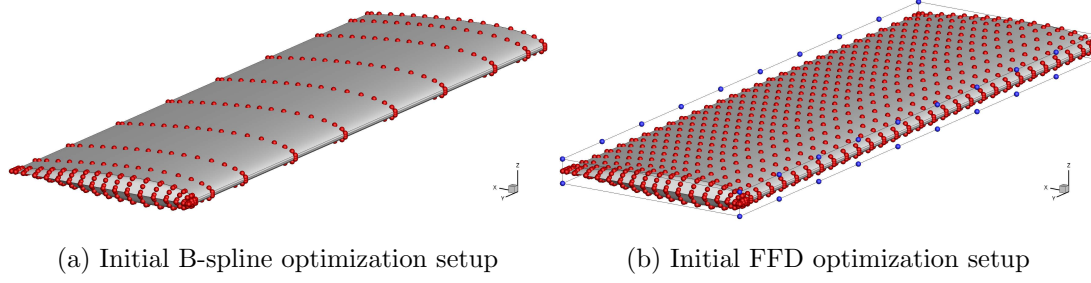 Z
X
Y
Z
X
Y
(a) Initial B-spline optimization setup
(b) Initial FFD optimization setup